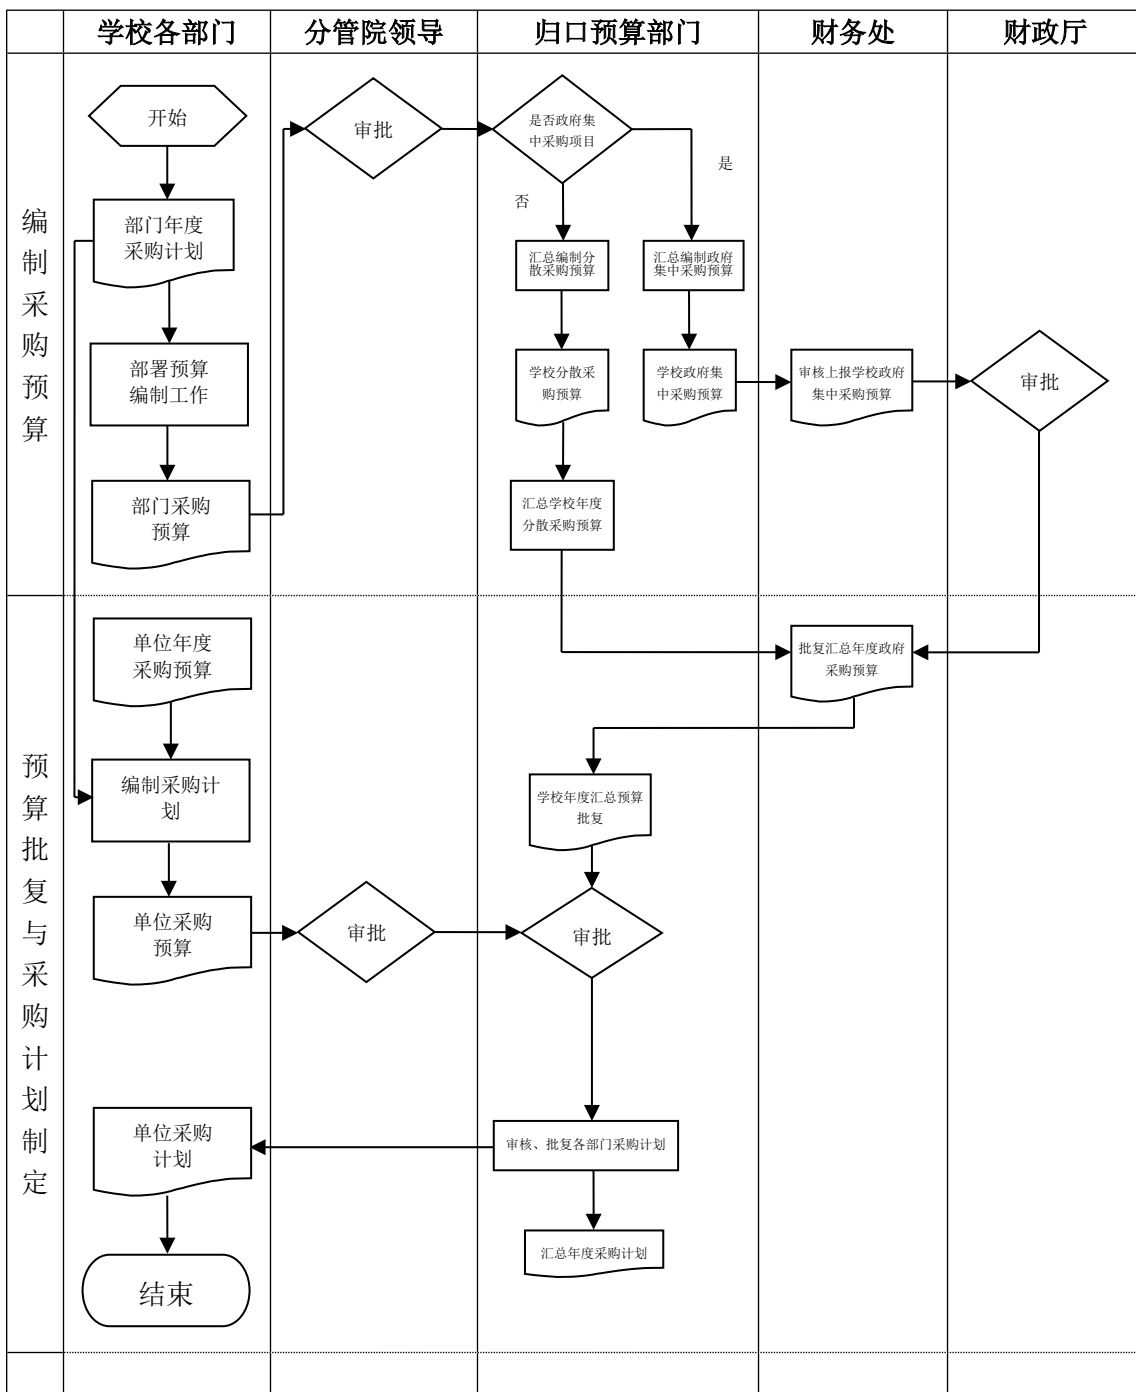 学校各部门
分管院领导
归口预算部门
财务处
财政厅
编制采购预算
开始
部门年度
采购计划
部署预算
编制工作
部门采购
预算
审批
是否政府集
中采购项目
否
是
汇总编制分
散采购预算
汇总编制政府
集中采购预算
学校分散采
购预算
学校政府集
中采购预算
审核上报学校政府
集中采购预算
审批
汇总学校年度
分散采购预算
预算批复与采购计划制定
单位年度
采购预算
编制采购计
划
单位采购
预算
审批
批复汇总年度政府
采购预算
学校年度汇总预算
批复
审批
审核、批复各部门采购计划
单位采购
计划
汇总年度采购计划
结束